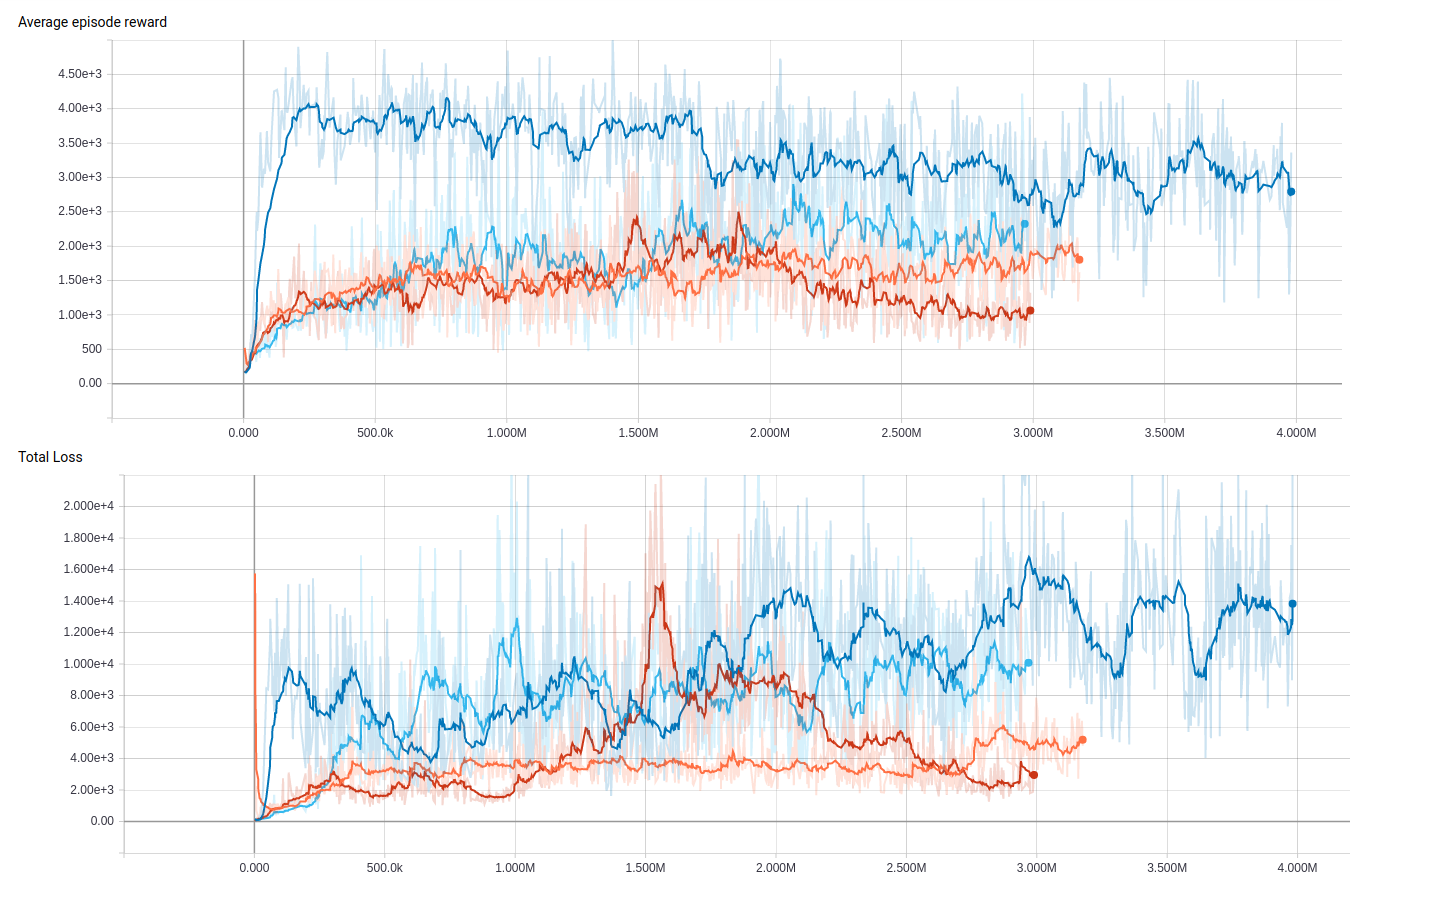 Average episode reward
4.50e+3
4.00e+3
3.50e+3
3.00e+3
2.50e+3
2.00e+3
1.50e+3
1.00e+3
500
0.00
0.000 500.0k 1.000M 1.500M 2.000M 2.500M 3.000M 3.500M 4.000M
Total Loss
2.000e+4
1.800e+4
1.600e+4
1.400e+4
1.200e+4
1.000e+4
8.00e+3
6.00e+3
4.00e+3
2.00e+3
0.00
0.000 500.0k 1.000M 1.500M 2.000M 2.500M 3.000M 3.500M 4.000M